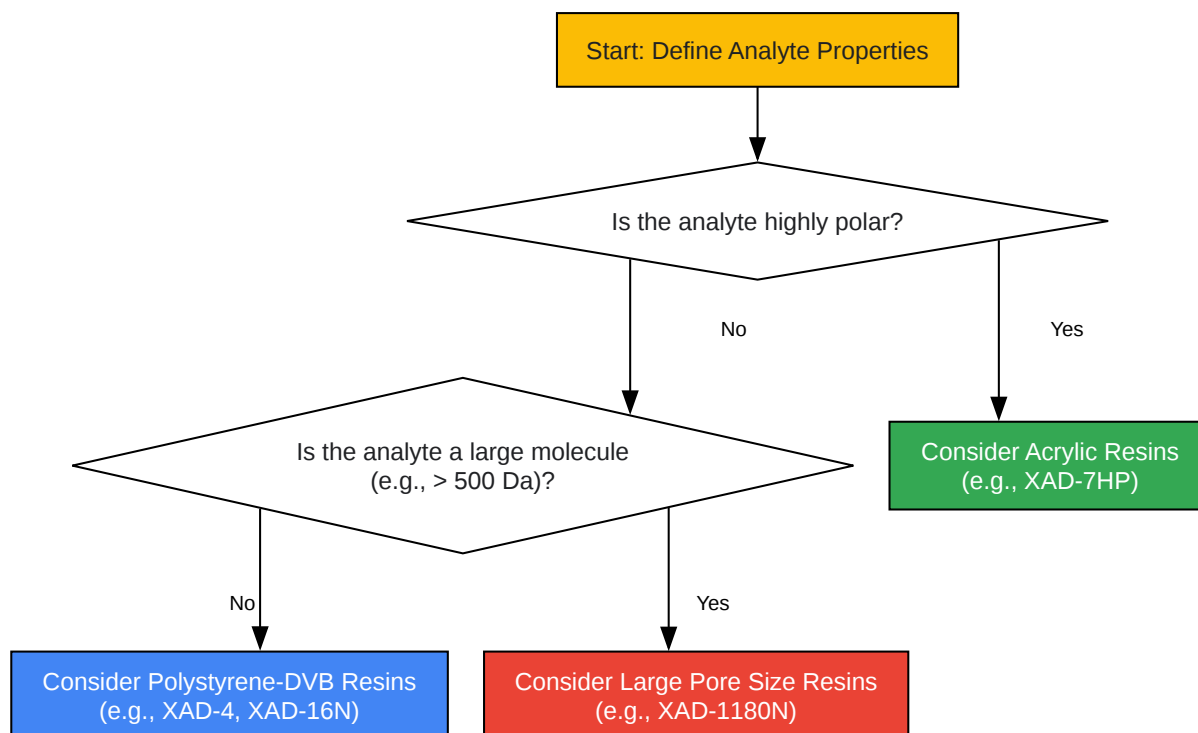 Start: Define Analyte Properties
Is the analyte highly polar?
No
Yes
Is the analyte a large molecule
(e.g., > 500 Da)?
Consider Acrylic Resins
(e.g., XAD-7HP)
No
Yes
Consider Polystyrene-DVB Resins
(e.g., XAD-4, XAD-16N)
Consider Large Pore Size Resins
(e.g., XAD-1180N)